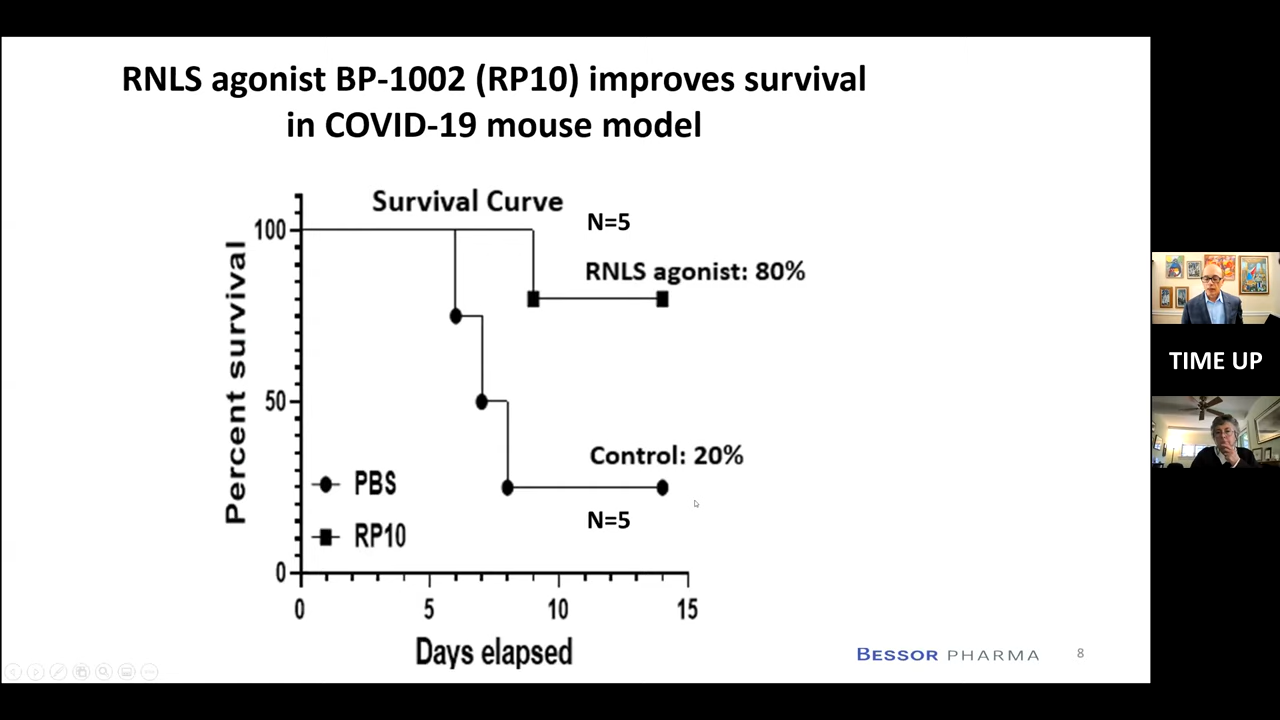 RNLS agonist BP-1002 (RP10) improves survival
in COVID-19 mouse model
Survival Curve
N=5
100
RNLS agonist: 80%
TIME UP
Percent survival
50
Control: 20%
PBS
N=5
RP10
0
0 5 10 15
Days elapsed
BESSOR PHARMA 8